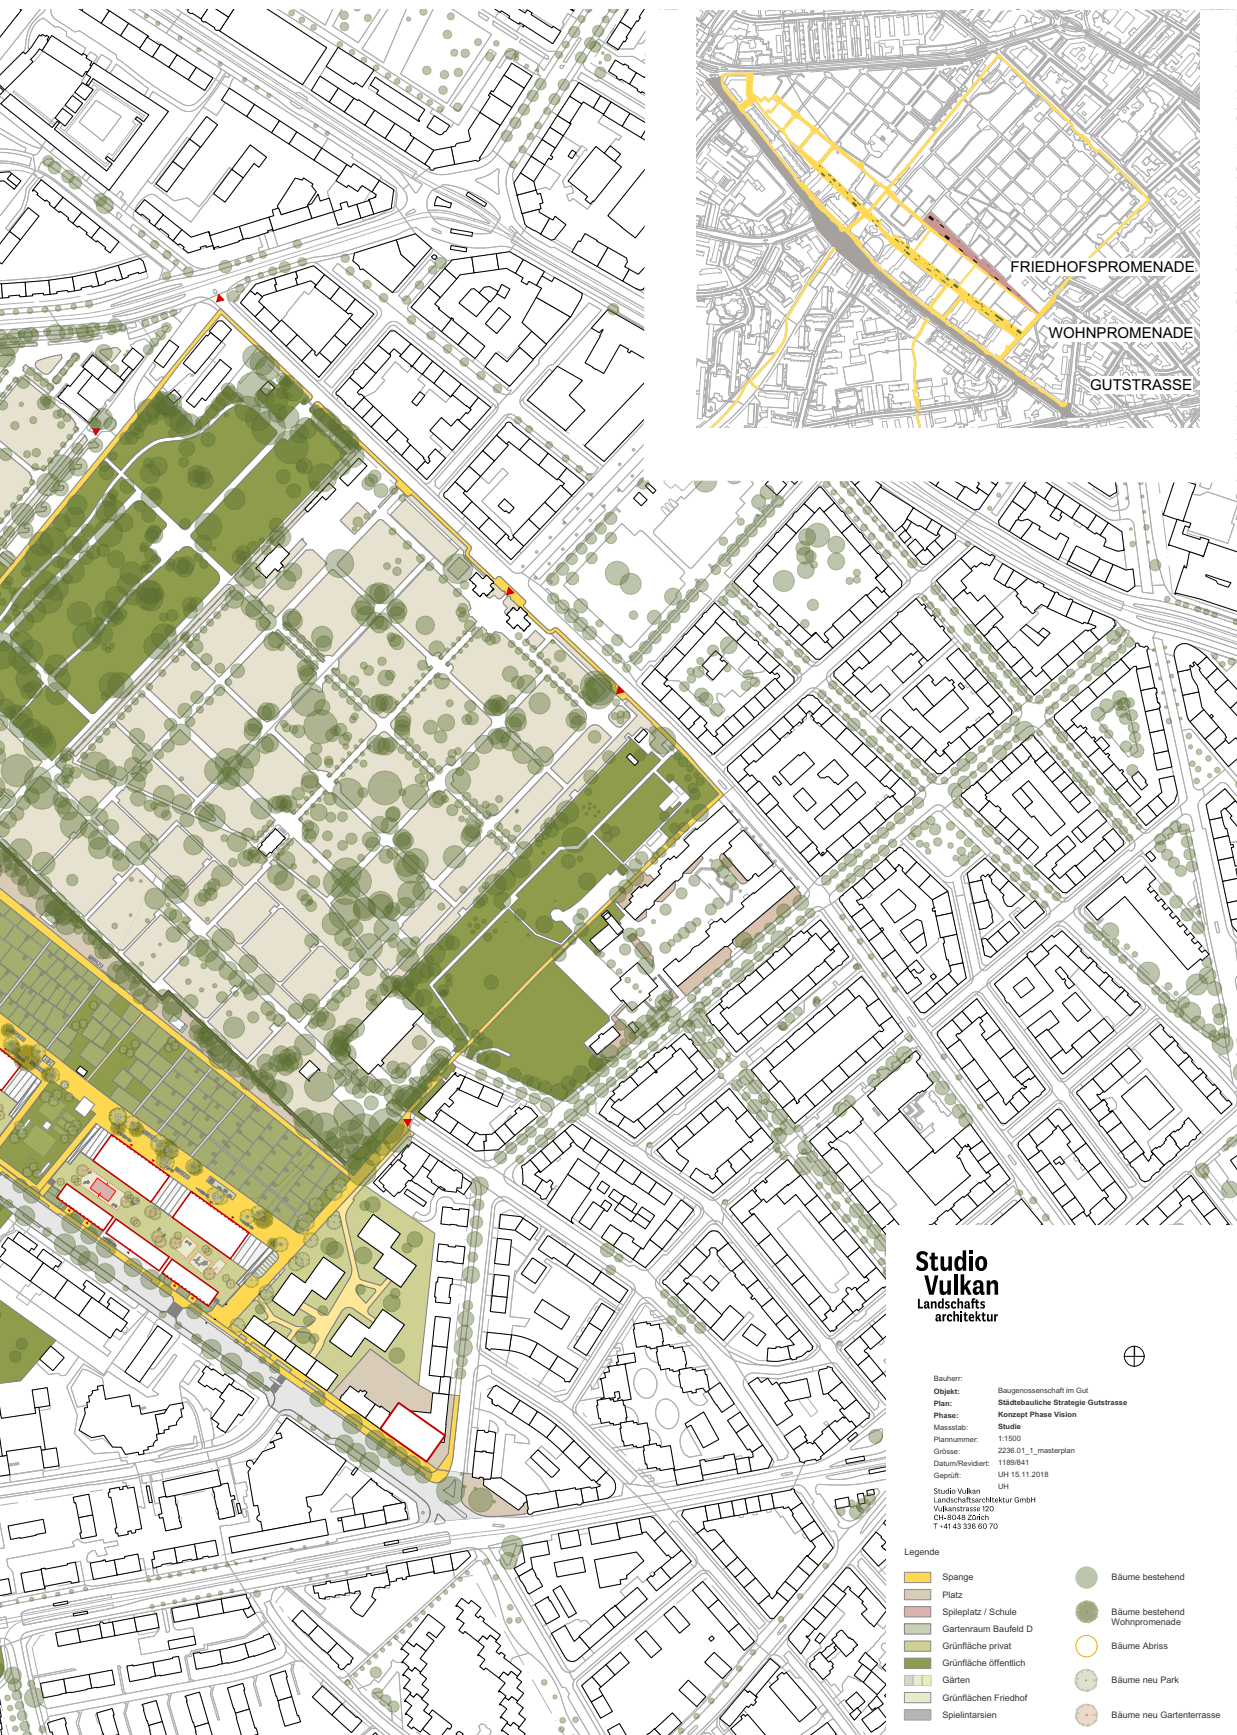 FRIEDHOFSPROMENADE
WOHNPROMENADE
GUTSTRASSE
Studio
Vulkan
Landschafts
architektur
Bauherr:
Objekt: Baugenossenschaft im Gut
Plan: Städtebauliche Strategie Gutstrasse
Phase: Konzept Phase Vision
Massstab: Studie
Plannummer: 1:1500
Grösse: 2236.01_1_masterplan
Datum/Revidiert: 1189/841
Geprüft: UH 15.11.2018
UH
Studio Vulkan
Landschaftsarchitektur GmbH
Vulkanstrasse 120
CH-8048 Zürich
T +41 43 336 60 70
Legende
Spange
Platz
Spileplatz / Schule
Gartenraum Baufeld D
Grünfläche privat
Grünfläche öffentlich
Gärten
Grünflächen Friedhof
Spielintarsien
Bäume bestehend
Bäume bestehend
Wohnpromenade
Bäume Abriss
Bäume neu Park
Bäume neu Gartenterrasse